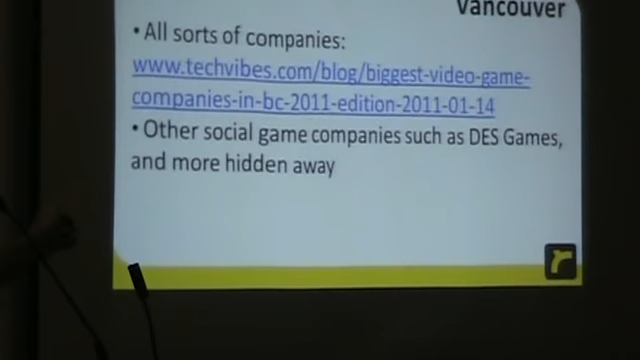 Vancouver
• All sorts of companies:
www.techvibes.com/blog/biggest-video-game-
companies-in-bc-2011-edition-2011-01-14
• Other social game companies such as DES Games,
and more hidden away